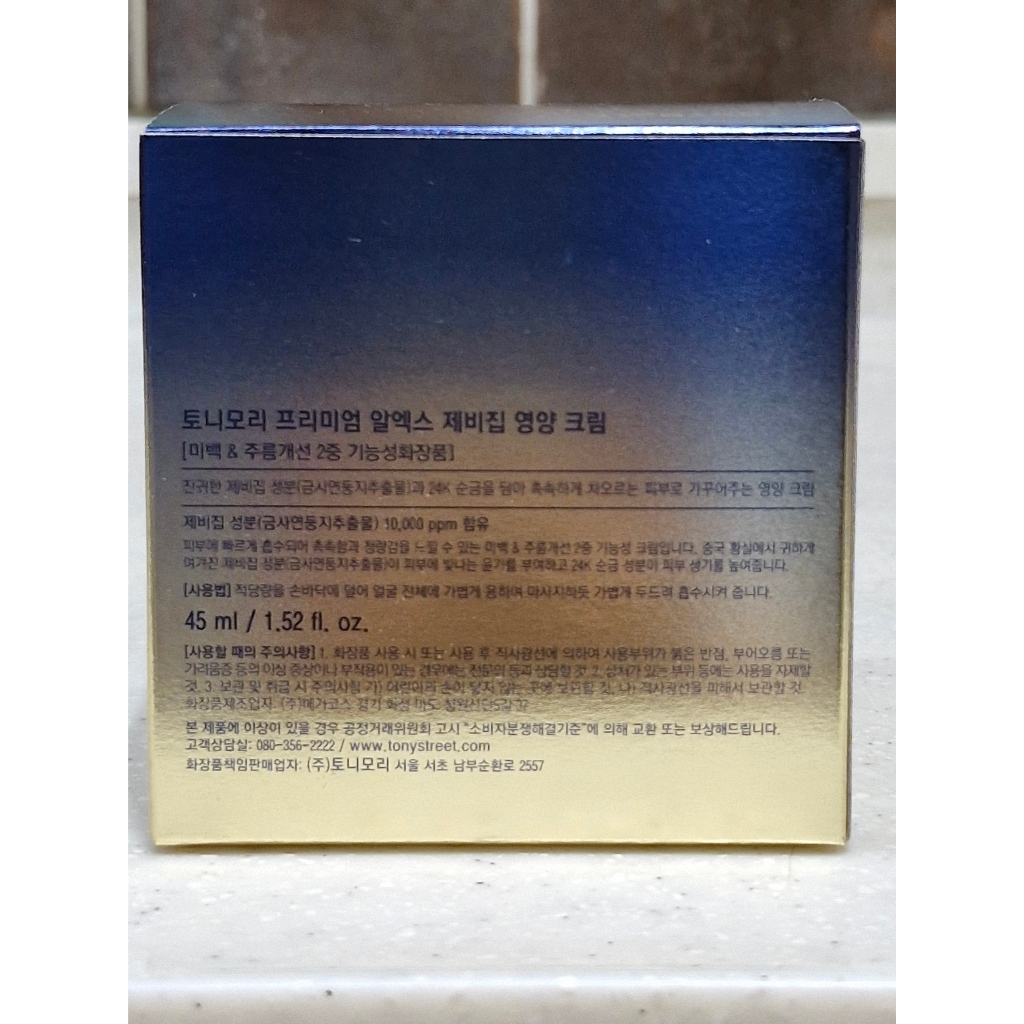 토니모리 프리미엄 알엑스 제비집 영양 크림
[미백 & 주름개선 2중 기능성화장품]
진귀한 제비집 성분(금사연둥지추출물)과 24K 순금을 담아 촉촉하게 차오르는 피부로 가꾸어주는 영양 크림
제비집 성분(금사연둥지추출물) 10,000 ppm 함유
피부에 빠르게 흡수되어 촉촉함과 청량감을 드릴 수 있는 미백 & 주름개선 2중 기능성 크림입니다. 중국 황실에서 귀하게
여겨진 제비집 성분(금사연둥지추출물)이 피부에 빛나는 윤기를 부여하고 24K 순금 성분이 피부 생기를 높여줍니다.
[사용법] 적당량을 손바닥에 덜어 얼굴 전체에 가볍게 마사지하듯 가볍게 두드려 흡수시켜 줍니다.
45 ml / 1.52 fl. oz.
[사용할 때의 주의사항] 1. 화장품 사용 시 또는 사용 후 직사광선에 의하여 사용부위가 붉은 반점, 부어오름 또는
가려움증 등의 이상 증상이나 부작용이 있는 경우에는 전문의 등과 상담할 것 2. 상처가 있는 부위 등에는 사용을 자제할
것 3. 보관 및 취급 시 주의사항 가) 어린이의 손이 닿지 않는 곳에 보관할 것, 나) 직사광선을 피해서 보관할 것
화장품제조업자: (주)메가코스 경기 화성 마도
본 제품에 이상이 있을 경우 공정거래위원회 고시 "소비자분쟁해결기준"에 의해 교환 또는 보상해드립니다.
고객상담실: 080-356-2222 / www.tonystreet.com
화장품책임판매업자: (주)토니모리 서울 서초 남부순환로 2557